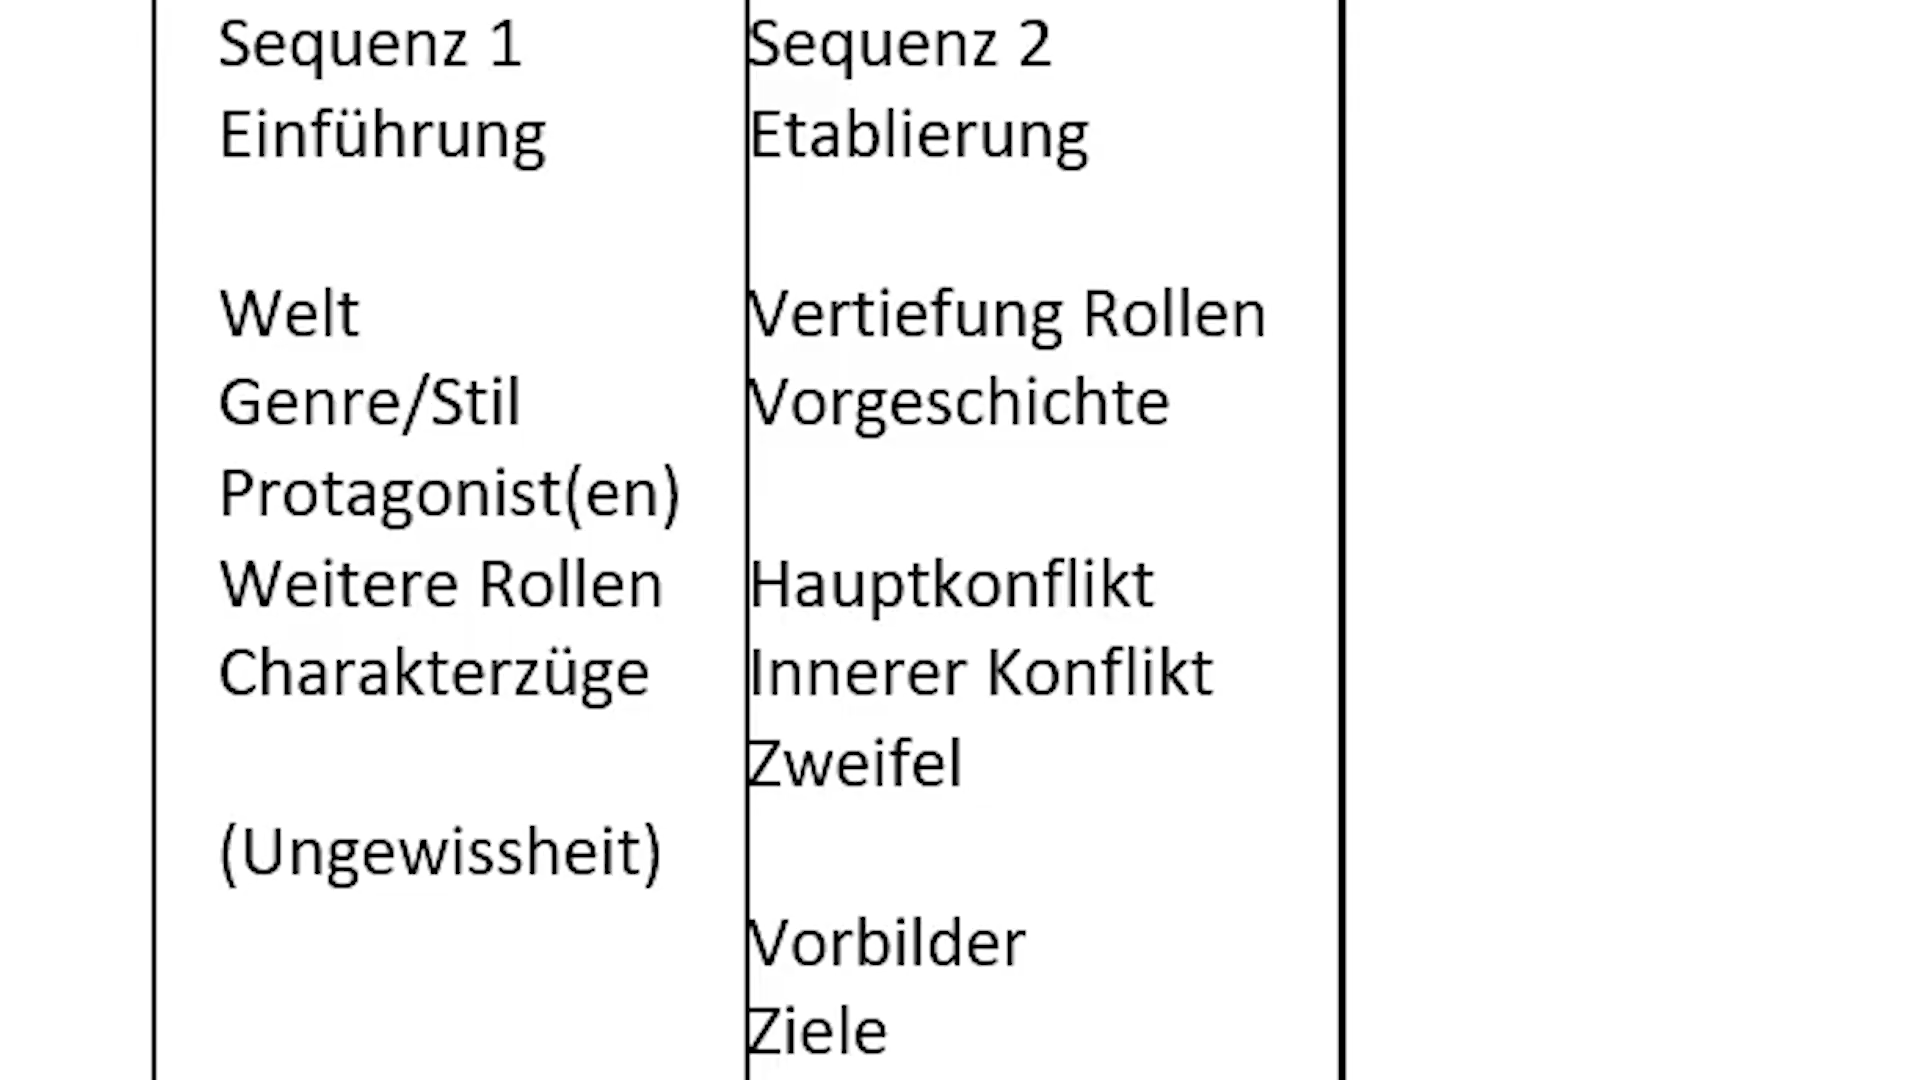 Sequenz 1
Einführung
Welt
Genre/Stil
Protagonist(en)
Weitere Rollen
Charakterzüge
(Ungewissheit)
Sequenz 2
Etablierung
Vertiefung Rollen
Vorgeschichte
Hauptkonflikt
Innerer Konflikt
Zweifel
Vorbilder
Ziele